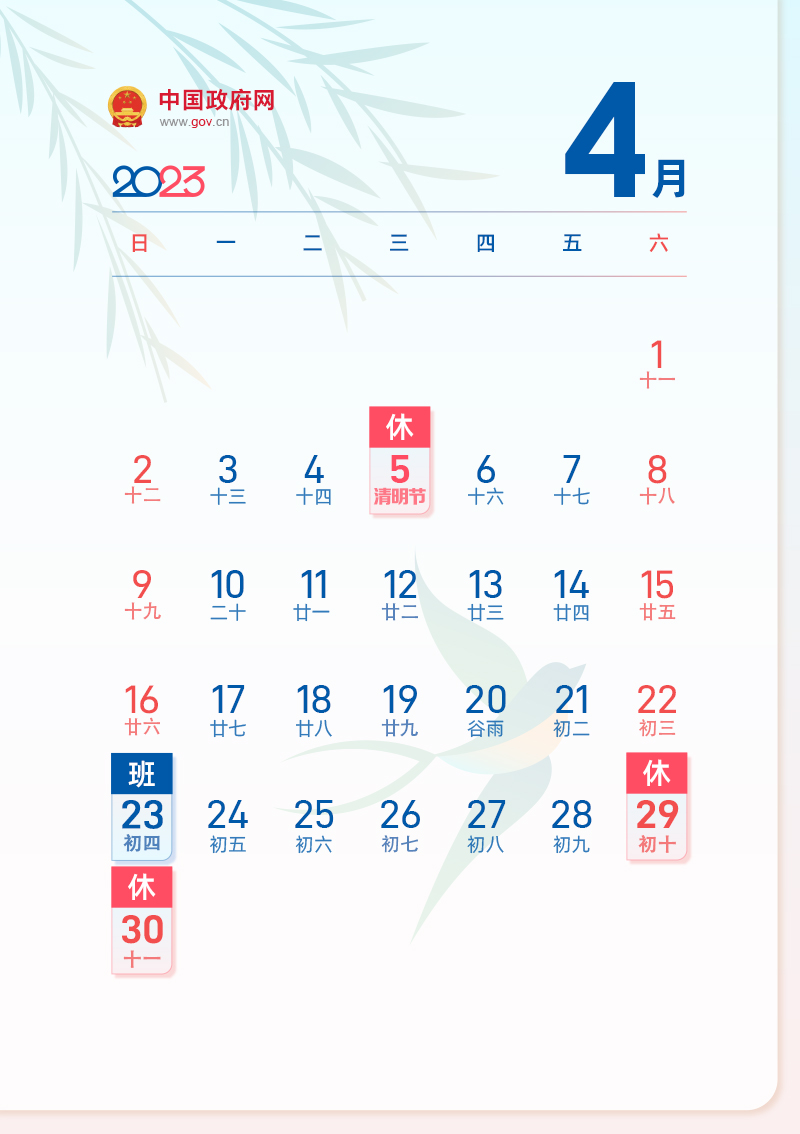 中国政府网
www.gov.cn
2023
4月
日 一 二 三 四 五 六
1
十一
休
2 3 4 5 6 7 8
十二 十三 十四 清明节 十六 十七 十八
9 10 11 12 13 14 15
十九 二十 廿一 廿二 廿三 廿四 廿五
16 17 18 19 20 21 22
廿六 廿七 廿八 廿九 谷雨 初二 初三
班 休
23 24 25 26 27 28 29
初四 初五 初六 初七 初八 初九 初十
休
30
十一